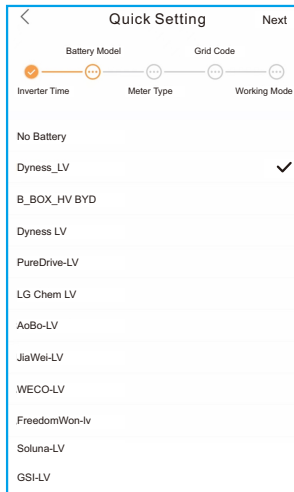 Quick Setting Next
Battery Model Grid Code
Inverter Time Meter Type Working Mode
No Battery
Dyness_LV
B_BOX_HV BYD
Dyness LV
PureDrive-LV
LG Chem LV
AoBo-LV
JiaWei-LV
WECO-LV
FreedomWon-lv
Soluna-LV
GSI-LV